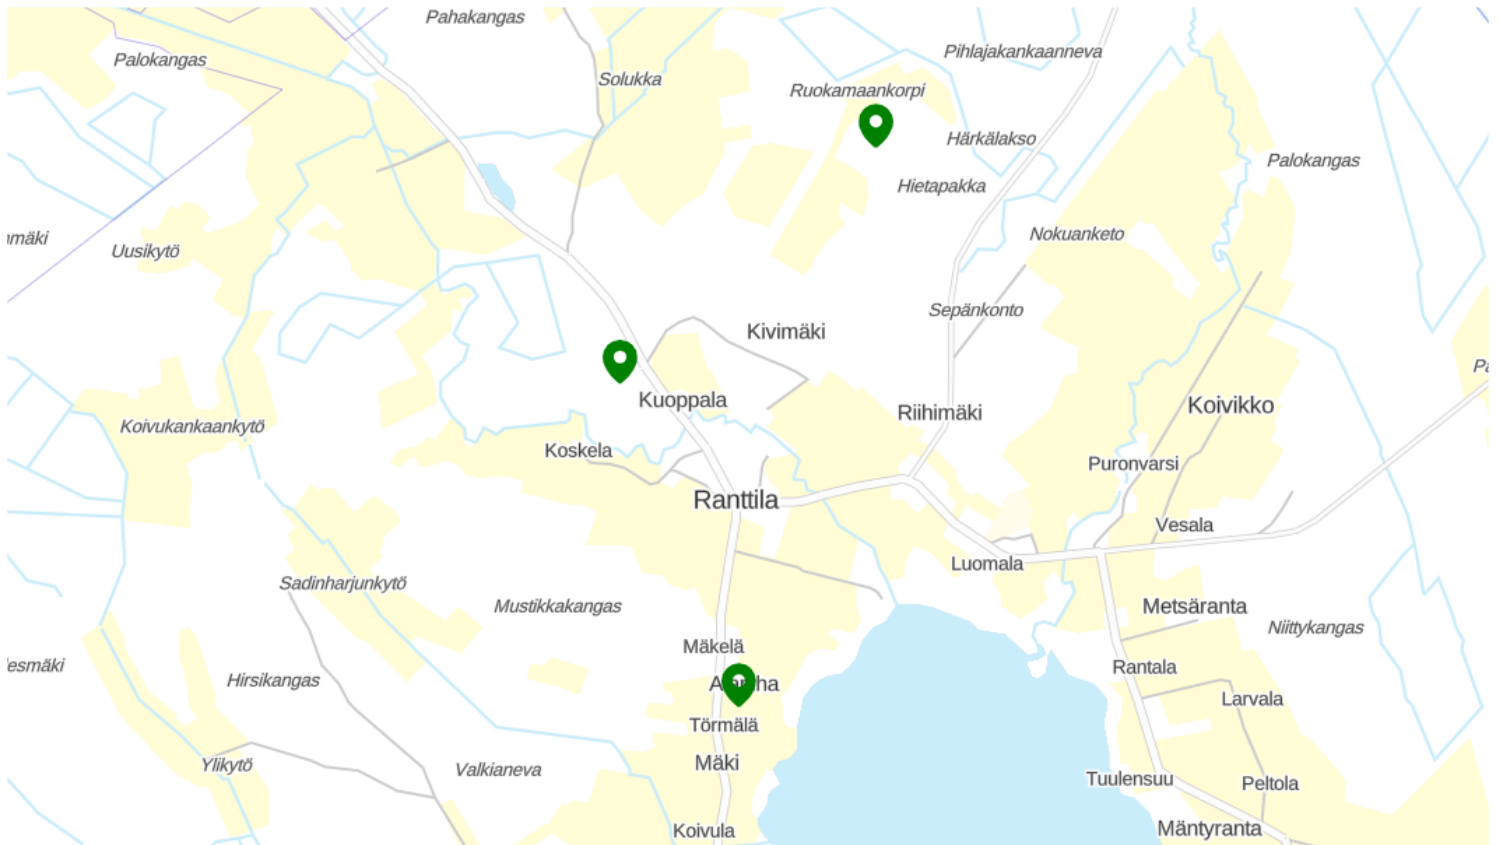 Pahakangas
Palokangas
Pihlajakankaanneva
Solukka
Ruokamaankorpi
Härkälakso
Palokangas
Hietapakka
Nokuanketo
Uusikytö
Sepänkonto
Kivimäki
Kuoppala
Koivikko
Riihimäki
Koivukankaankytö
Koskela
Puronvarsi
Ranttila
Vesala
Luomala
Sadinharjunkytö
Mustikkakangas
Metsäranta
Niittykangas
Mäkelä
esmäki
Rantala
Hirsikangas
Larvala
Törmälä
Mäki
Ylikytö
Valkianeva
Tuulensuu
Peltola
Koivula
Mäntyranta